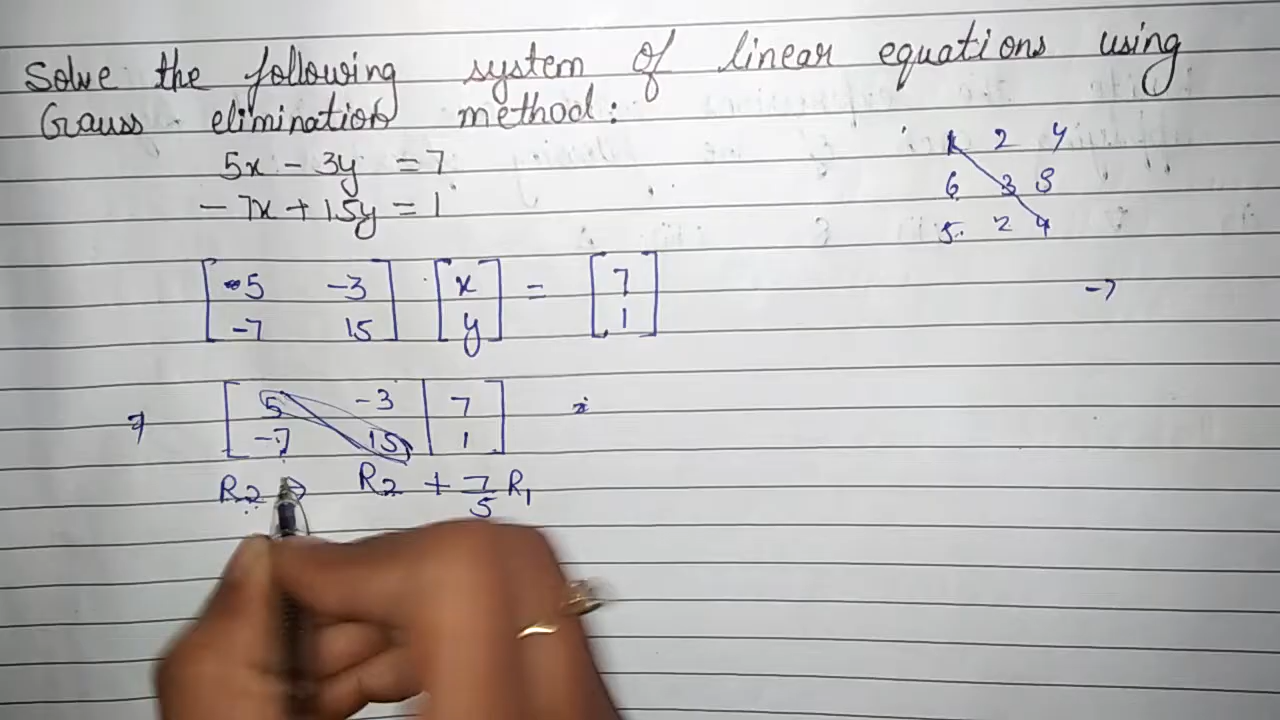 Solve the following system of linear equations using
Gauss elimination method:
5x - 3y = 7
- 7x + 15y = 1
1 2 4
6 3 8
5 2 4
[5 -3] [x] = [7]
[-7 15] [y] [1]
-7
⇒ [5 -3 | 7]
[-7 15 | 1]
R2 → R2 + 7/5 R1